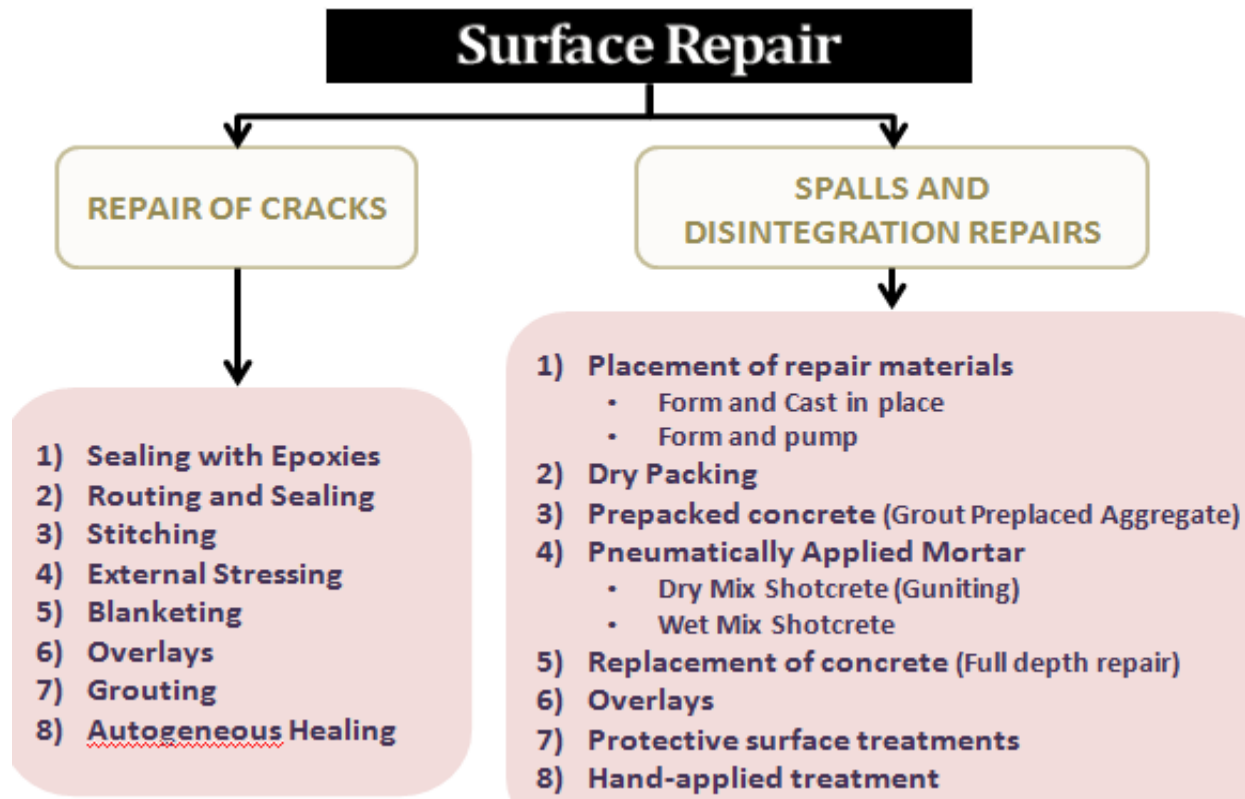 Surface Repair
REPAIR OF CRACKS
1) Sealing with Epoxies
2) Routing and Sealing
3) Stitching
4) External Stressing
5) Blanketing
6) Overlays
7) Grouting
8) Autogeneous Healing
SPALLS AND
DISINTEGRATION REPAIRS
1) Placement of repair materials
• Form and Cast in place
• Form and pump
2) Dry Packing
3) Prepacked concrete (Grout Preplaced Aggregate)
4) Pneumatically Applied Mortar
• Dry Mix Shotcrete (Guniting)
• Wet Mix Shotcrete
5) Replacement of concrete (Full depth repair)
6) Overlays
7) Protective surface treatments
8) Hand-applied treatment